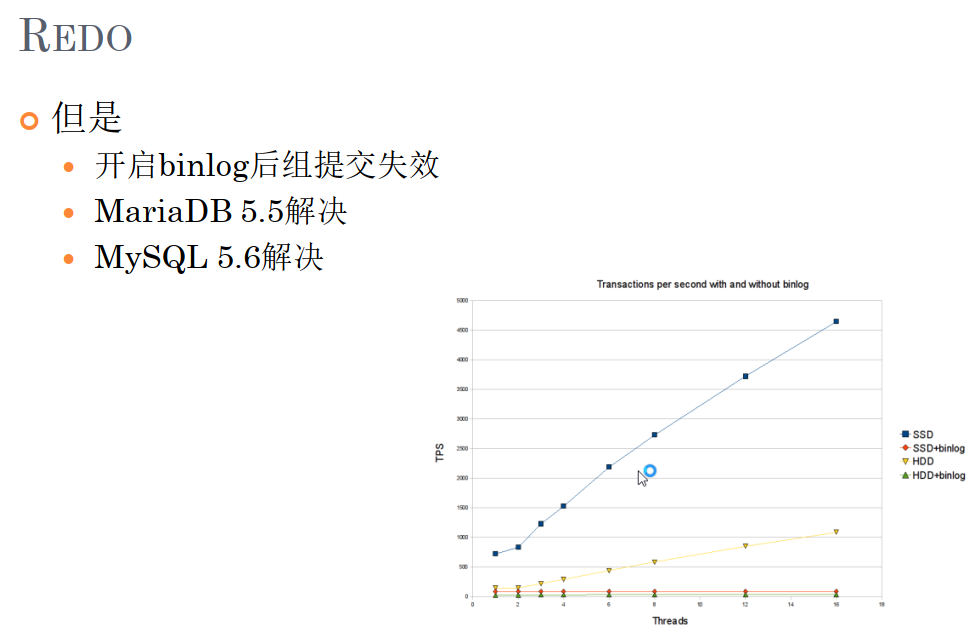 REDO
但是
开启binlog后组提交失效
MariaDB 5.5解决
MySQL 5.6解决
Transactions per second with and without binlog
5000
4500
4000
3500
3000
2500
2000
1500
1000
500
0
TPS
0 2 4 6 8 10 12 14 16 18
Threads
SSD
SSD+binlog
HDD
HDD+binlog